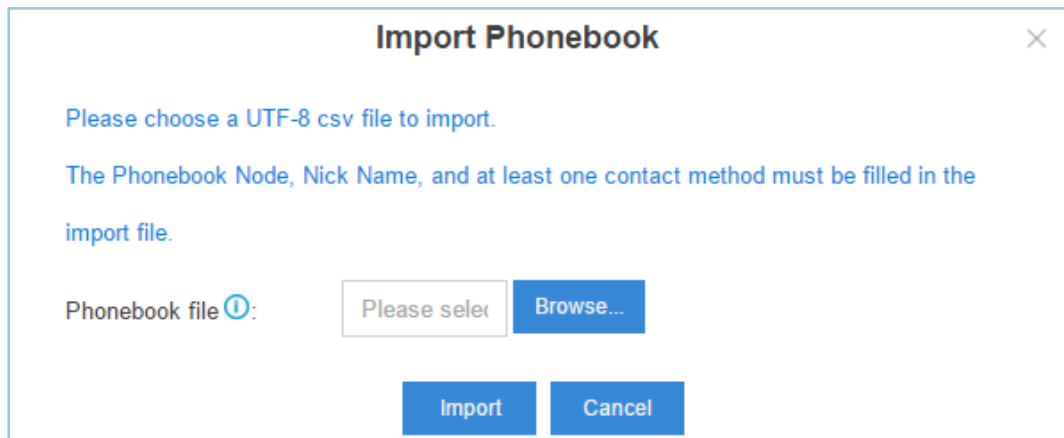 Import Phonebook
Please choose a UTF-8 csv file to import.
The Phonebook Node, Nick Name, and at least one contact method must be filled in the
import file.
Phonebook file : Please selec Browse...
Import Cancel